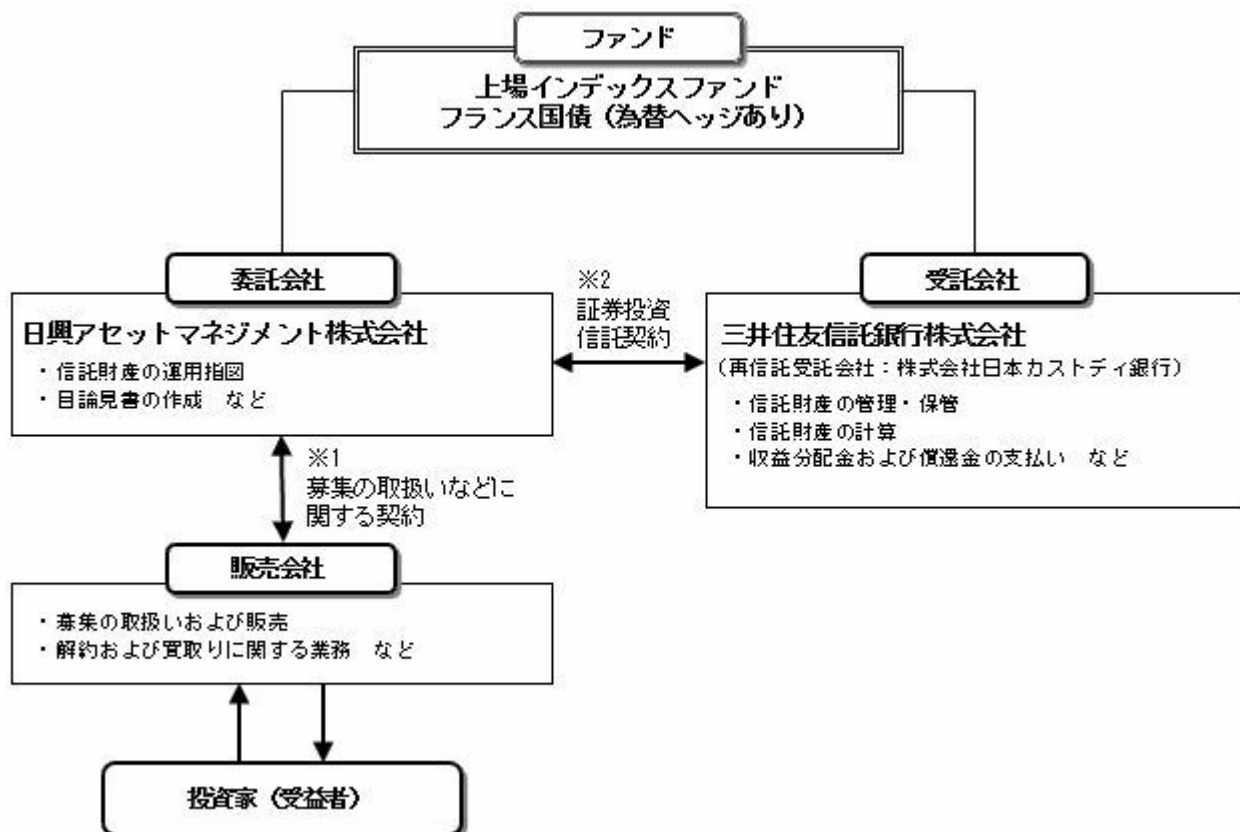 ファンド
上場インデックスファンド
フランス国債（為替ヘッジあり）
委託会社
日興アセットマネジメント株式会社
・信託財産の運用指図
・目論見書の作成　など
※2
証券投資
信託契約
受託会社
三井住友信託銀行株式会社
（再信託受託会社：株式会社日本カストディ銀行）
・信託財産の管理・保管
・信託財産の計算
・収益分配金および償還金の支払い　など
※1
募集の取扱いなどに
関する契約
販売会社
・募集の取扱いおよび販売
・解約および買取りに関する業務　など
投資家（受益者）